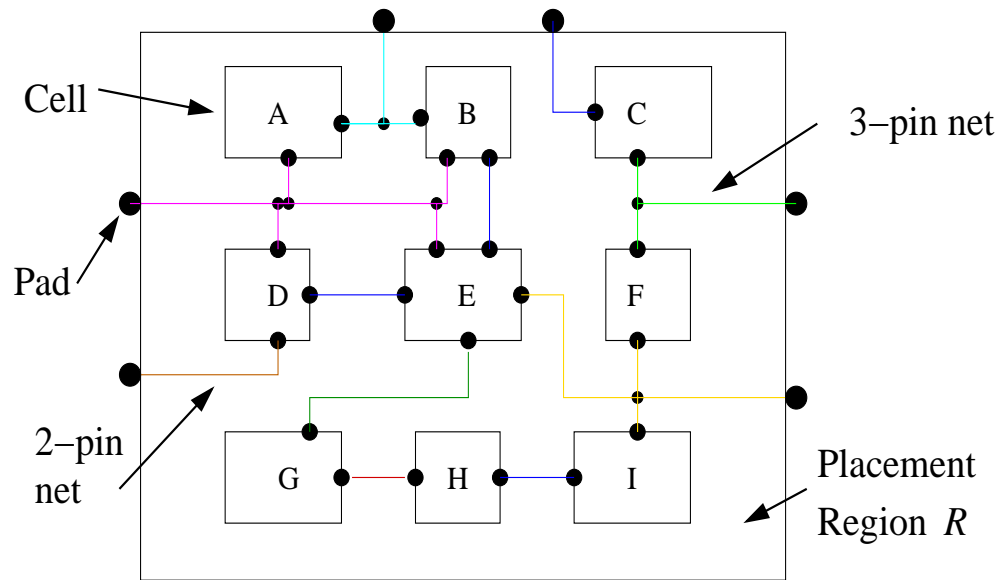 Cell
A
B
C
3−pin net
Pad
D
E
F
2−pin
net
G
H
I
Placement
Region R